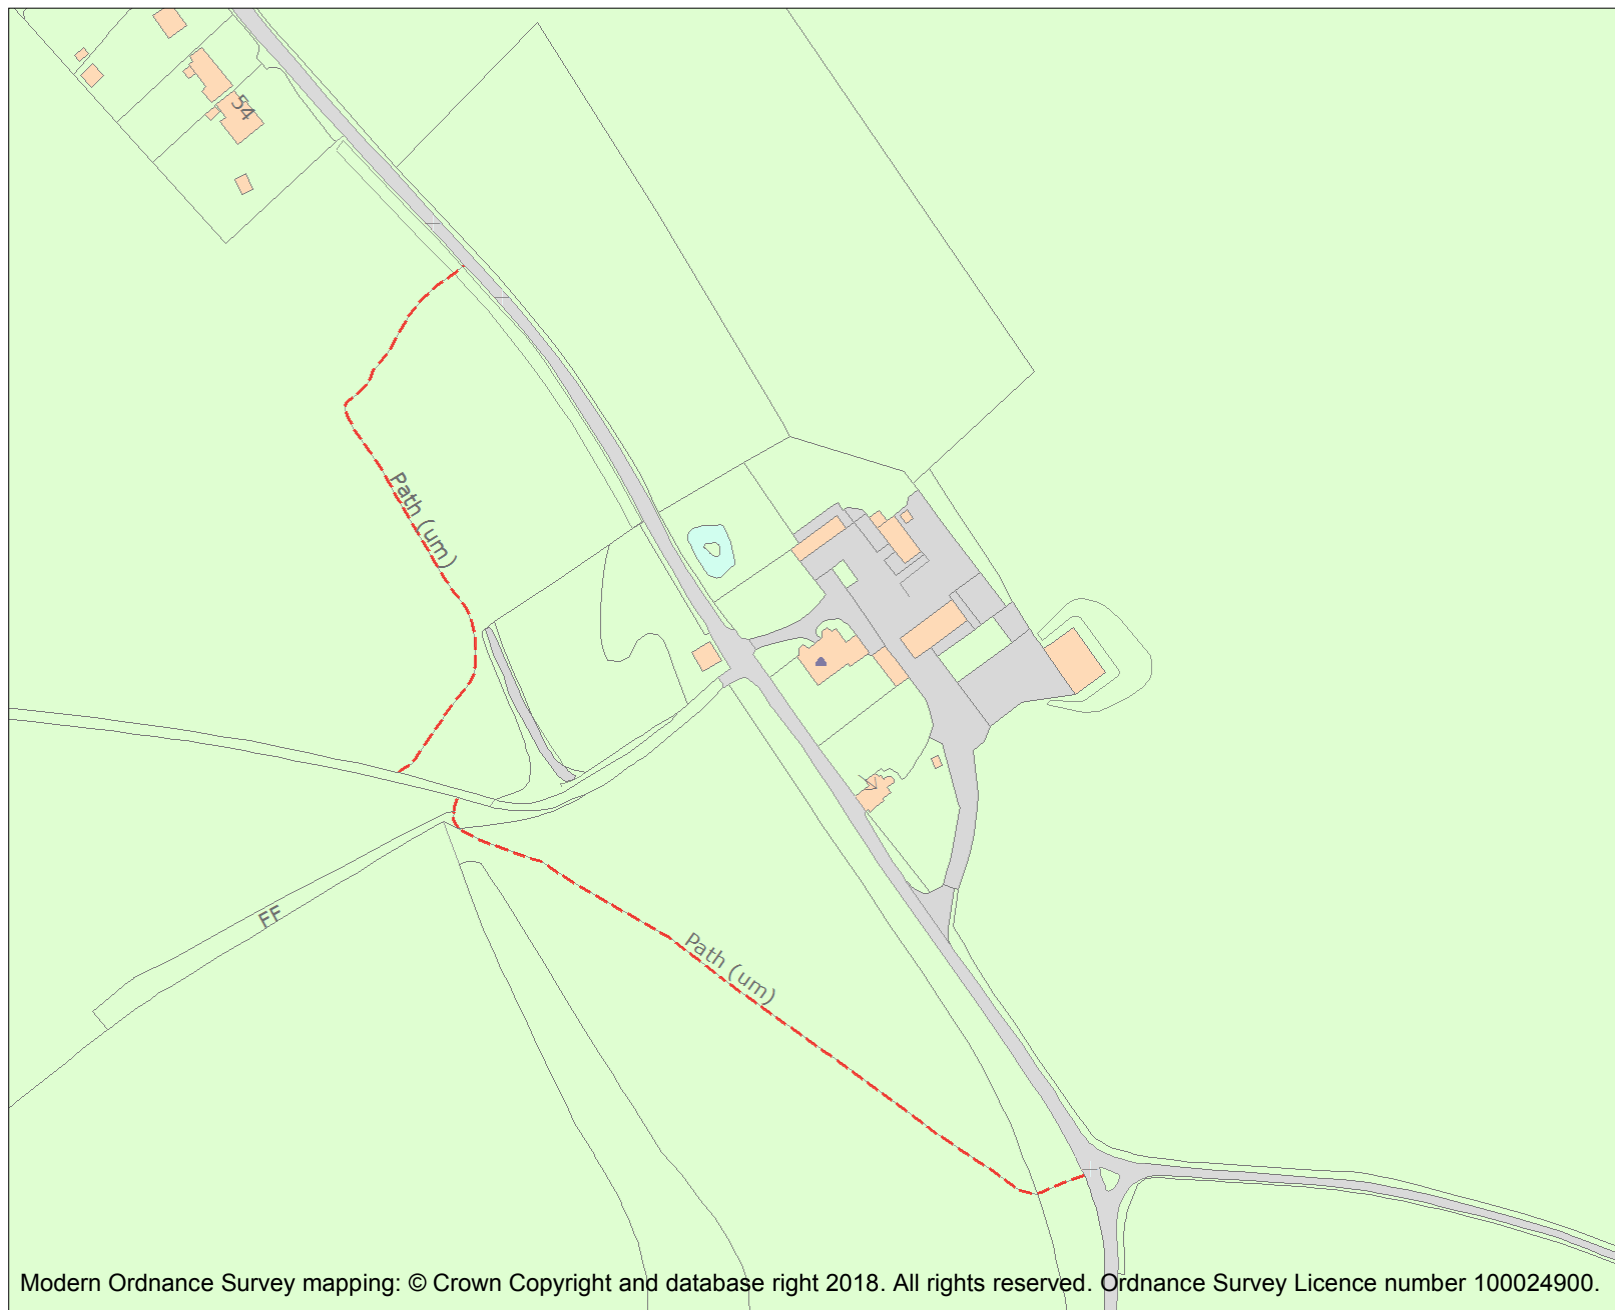 54
Path (um)
FF
Path (um)
Modern Ordnance Survey mapping: © Crown Copyright and database right 2018. All rights reserved. Ordnance Survey Licence number 100024900.